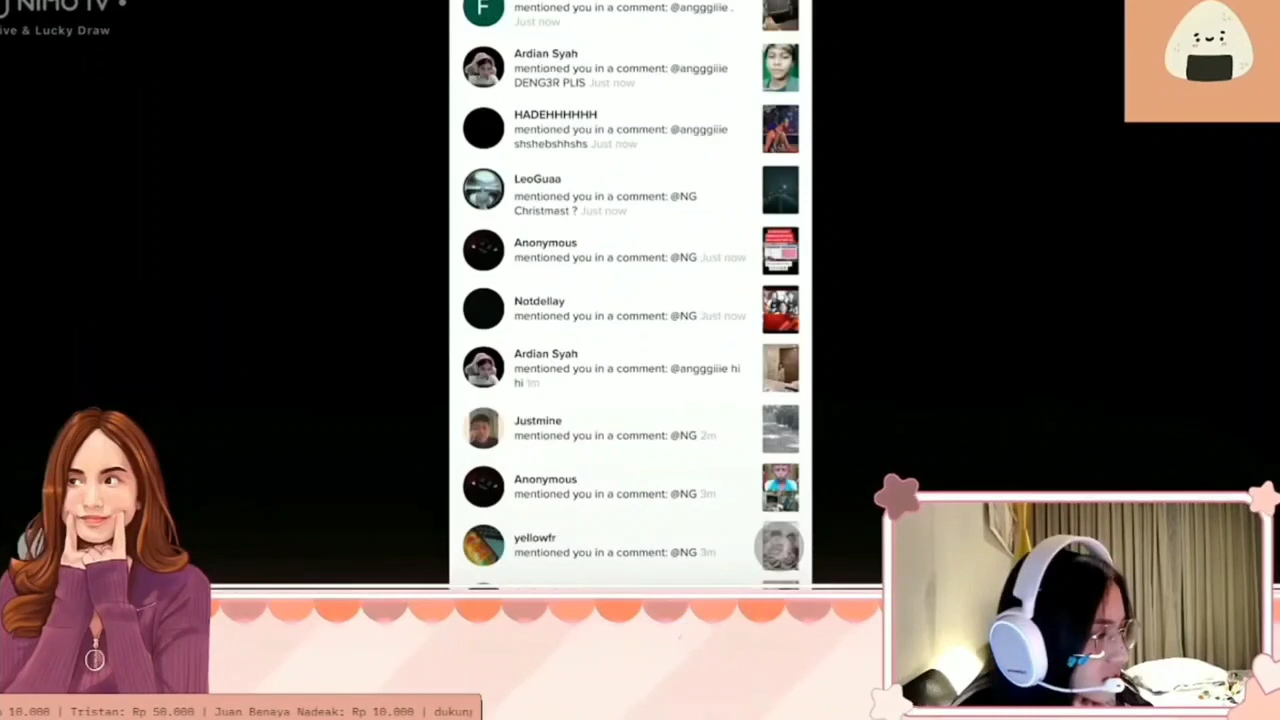 NIMO TV •
ive & Lucky Draw
F
mentioned you in a comment: @angggiiie .
Just now
Ardian Syah
mentioned you in a comment: @angggiiie
DENG3R PLIS Just now
HADEHHHHHH
mentioned you in a comment: @angggiiie
shshebshhshs Just now
LeoGuaa
mentioned you in a comment: @NG
Christmast ? Just now
Anonymous
mentioned you in a comment: @NG Just now
Notdellay
mentioned you in a comment: @NG Just now
Ardian Syah
mentioned you in a comment: @angggiiie hi
hi 1m
Justmine
mentioned you in a comment: @NG 2m
Anonymous
mentioned you in a comment: @NG 3m
yellowfr
mentioned you in a comment: @NG 3m
10.000 | Tristan: Rp 50.000 | Juan Benaya Nadeak: Rp 10.000 | dukung